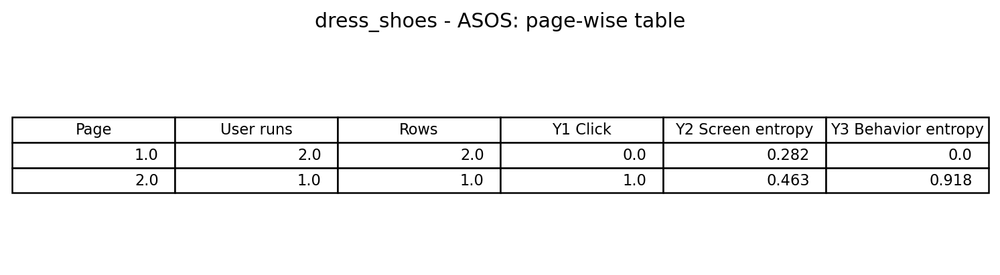 dress_shoes - ASOS: page-wise table
Page User runs Rows Y1 Click Y2 Screen entropy Y3 Behavior entropy
1.0 2.0 2.0 0.0 0.282 0.0
2.0 1.0 1.0 1.0 0.463 0.918